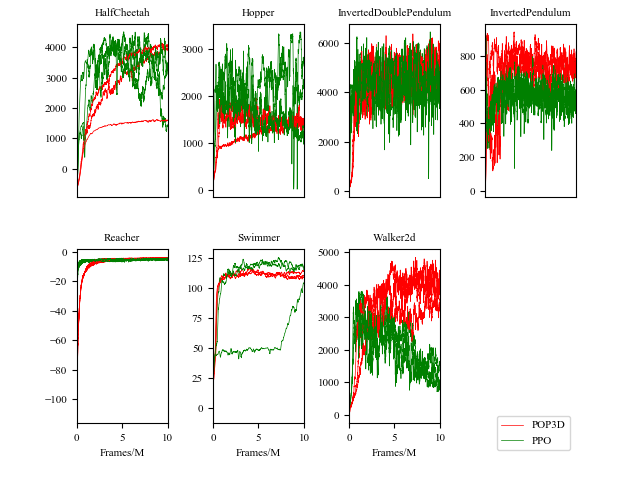 HalfCheetah
Hopper
InvertedDoublePendulum
InvertedPendulum
4000
3000
2000
1000
0
3000
2000
1000
0
6000
4000
2000
0
800
600
400
200
0
Reacher
Swimmer
Walker2d
0
−20
−40
−60
−80
−100
125
100
75
50
25
0
5000
4000
3000
2000
1000
0
0 5 10
0 5 10
0 5 10
Frames/M
Frames/M
Frames/M
POP3D
PPO